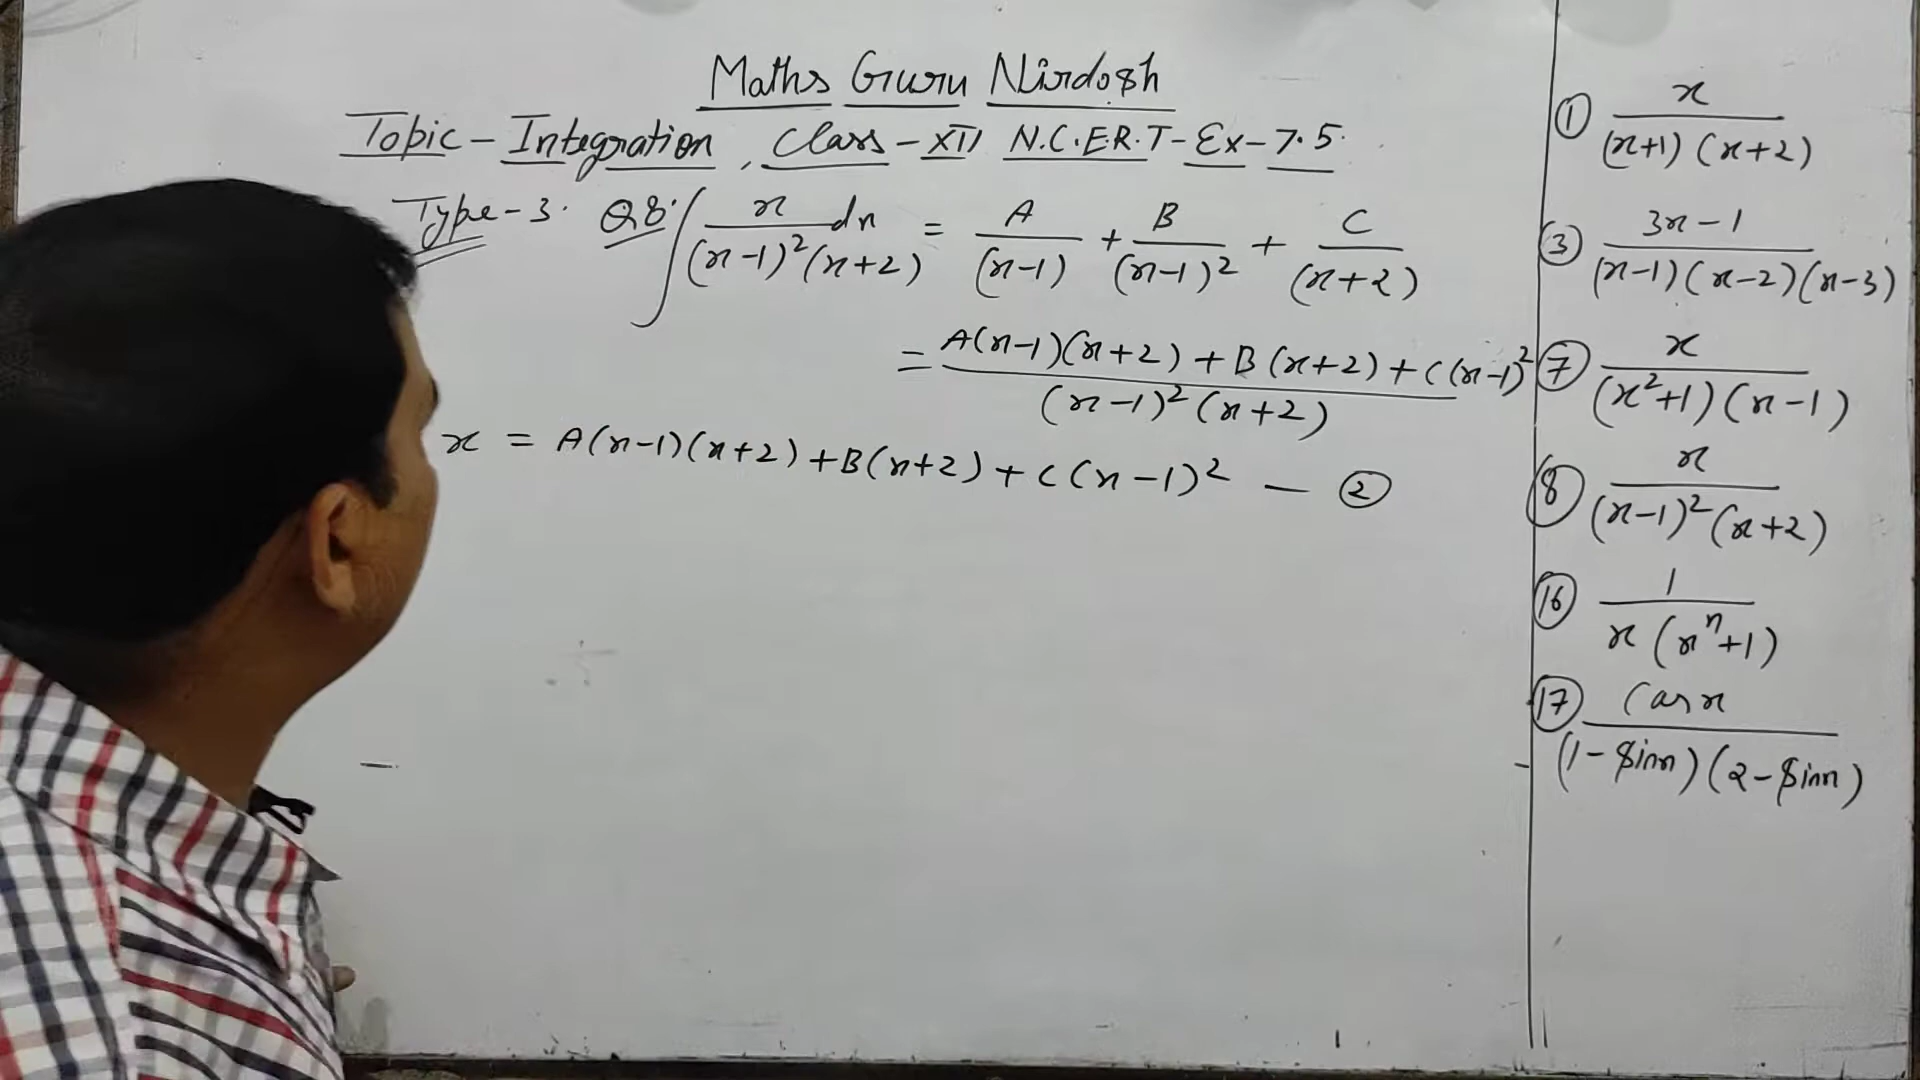 Maths Guru Nirdosh
Topic - Integration, Class - XII N.C.E.R.T - Ex - 7.5.
Type - 3. Q8. ∫ x/((x-1)²(x+2)) dx = A/(x-1) + B/(x-1)² + C/(x+2)
= (A(x-1)(x+2) + B(x+2) + C(x-1)²)/((x-1)²(x+2))
x = A(x-1)(x+2) + B(x+2) + C(x-1)² — ②
① x/((x+1)(x+2))
③ (3x-1)/((x-1)(x-2)(x-3))
⑦ x/((x²+1)(x-1))
⑧ x/((x-1)²(x+2))
⑯ 1/(x(xⁿ+1))
⑰ Cosx/((1-Sinx)(2-Sinx))